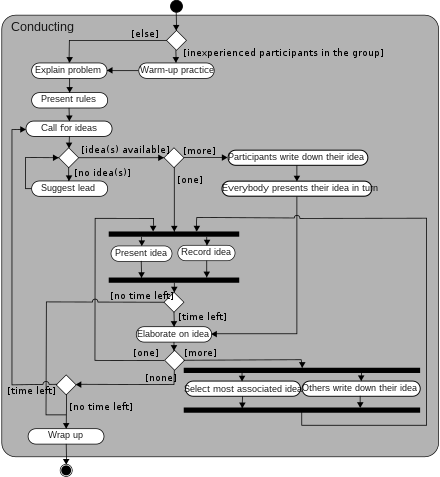 Conducting
[else]
[inexperienced participants in the group]
Explain problem
Warm-up practice
Present rules
Call for ideas
[idea(s) available]
[more]
Participants write down their idea
[no idea(s)]
[one]
Suggest lead
Everybody presents their idea in turn
Present idea
Record idea
[no time left]
[time left]
Elaborate on idea
[one]
[more]
[none]
[time left]
Select most associated idea
Others write down their idea
[no time left]
Wrap up